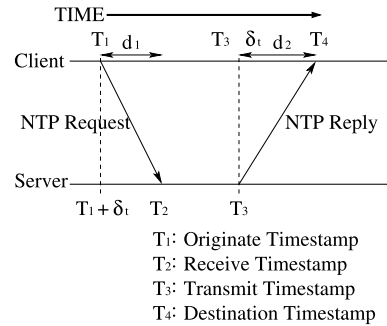 TIME
T1 d1 T3 δt d2 T4
Client
NTP Request NTP Reply
Server
T1 + δt T2 T3
T1: Originate Timestamp
T2: Receive Timestamp
T3: Transmit Timestamp
T4: Destination Timestamp